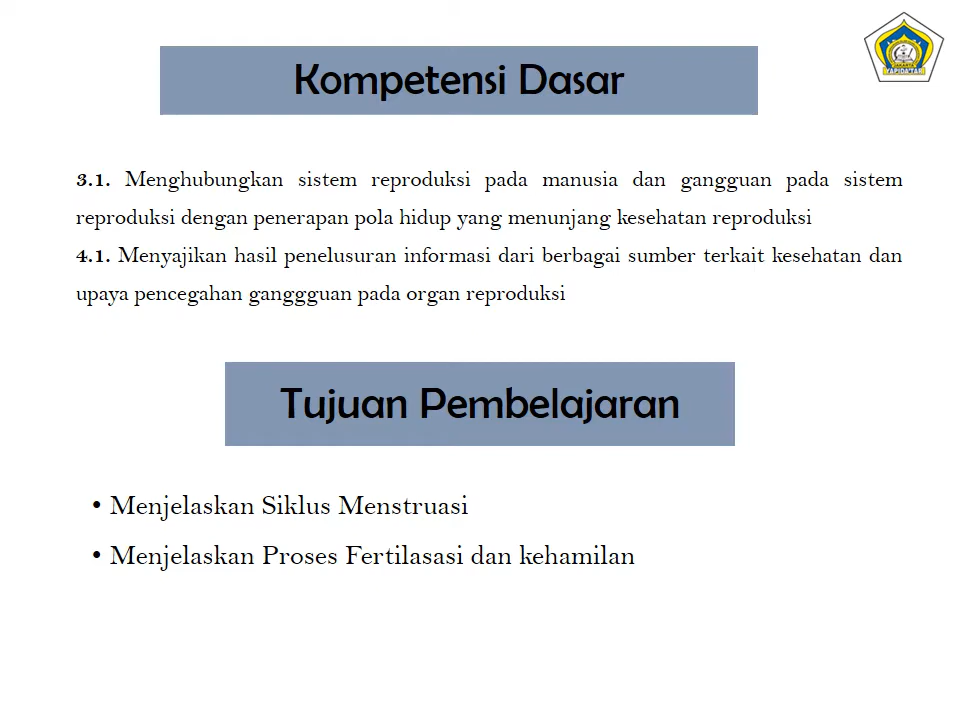 Kompetensi Dasar
3.1. Menghubungkan sistem reproduksi pada manusia dan gangguan pada sistem
reproduksi dengan penerapan pola hidup yang menunjang kesehatan reproduksi
4.1. Menyajikan hasil penelusuran informasi dari berbagai sumber terkait kesehatan dan
upaya pencegahan ganggguan pada organ reproduksi
Tujuan Pembelajaran
• Menjelaskan Siklus Menstruasi
• Menjelaskan Proses Fertilasasi dan kehamilan